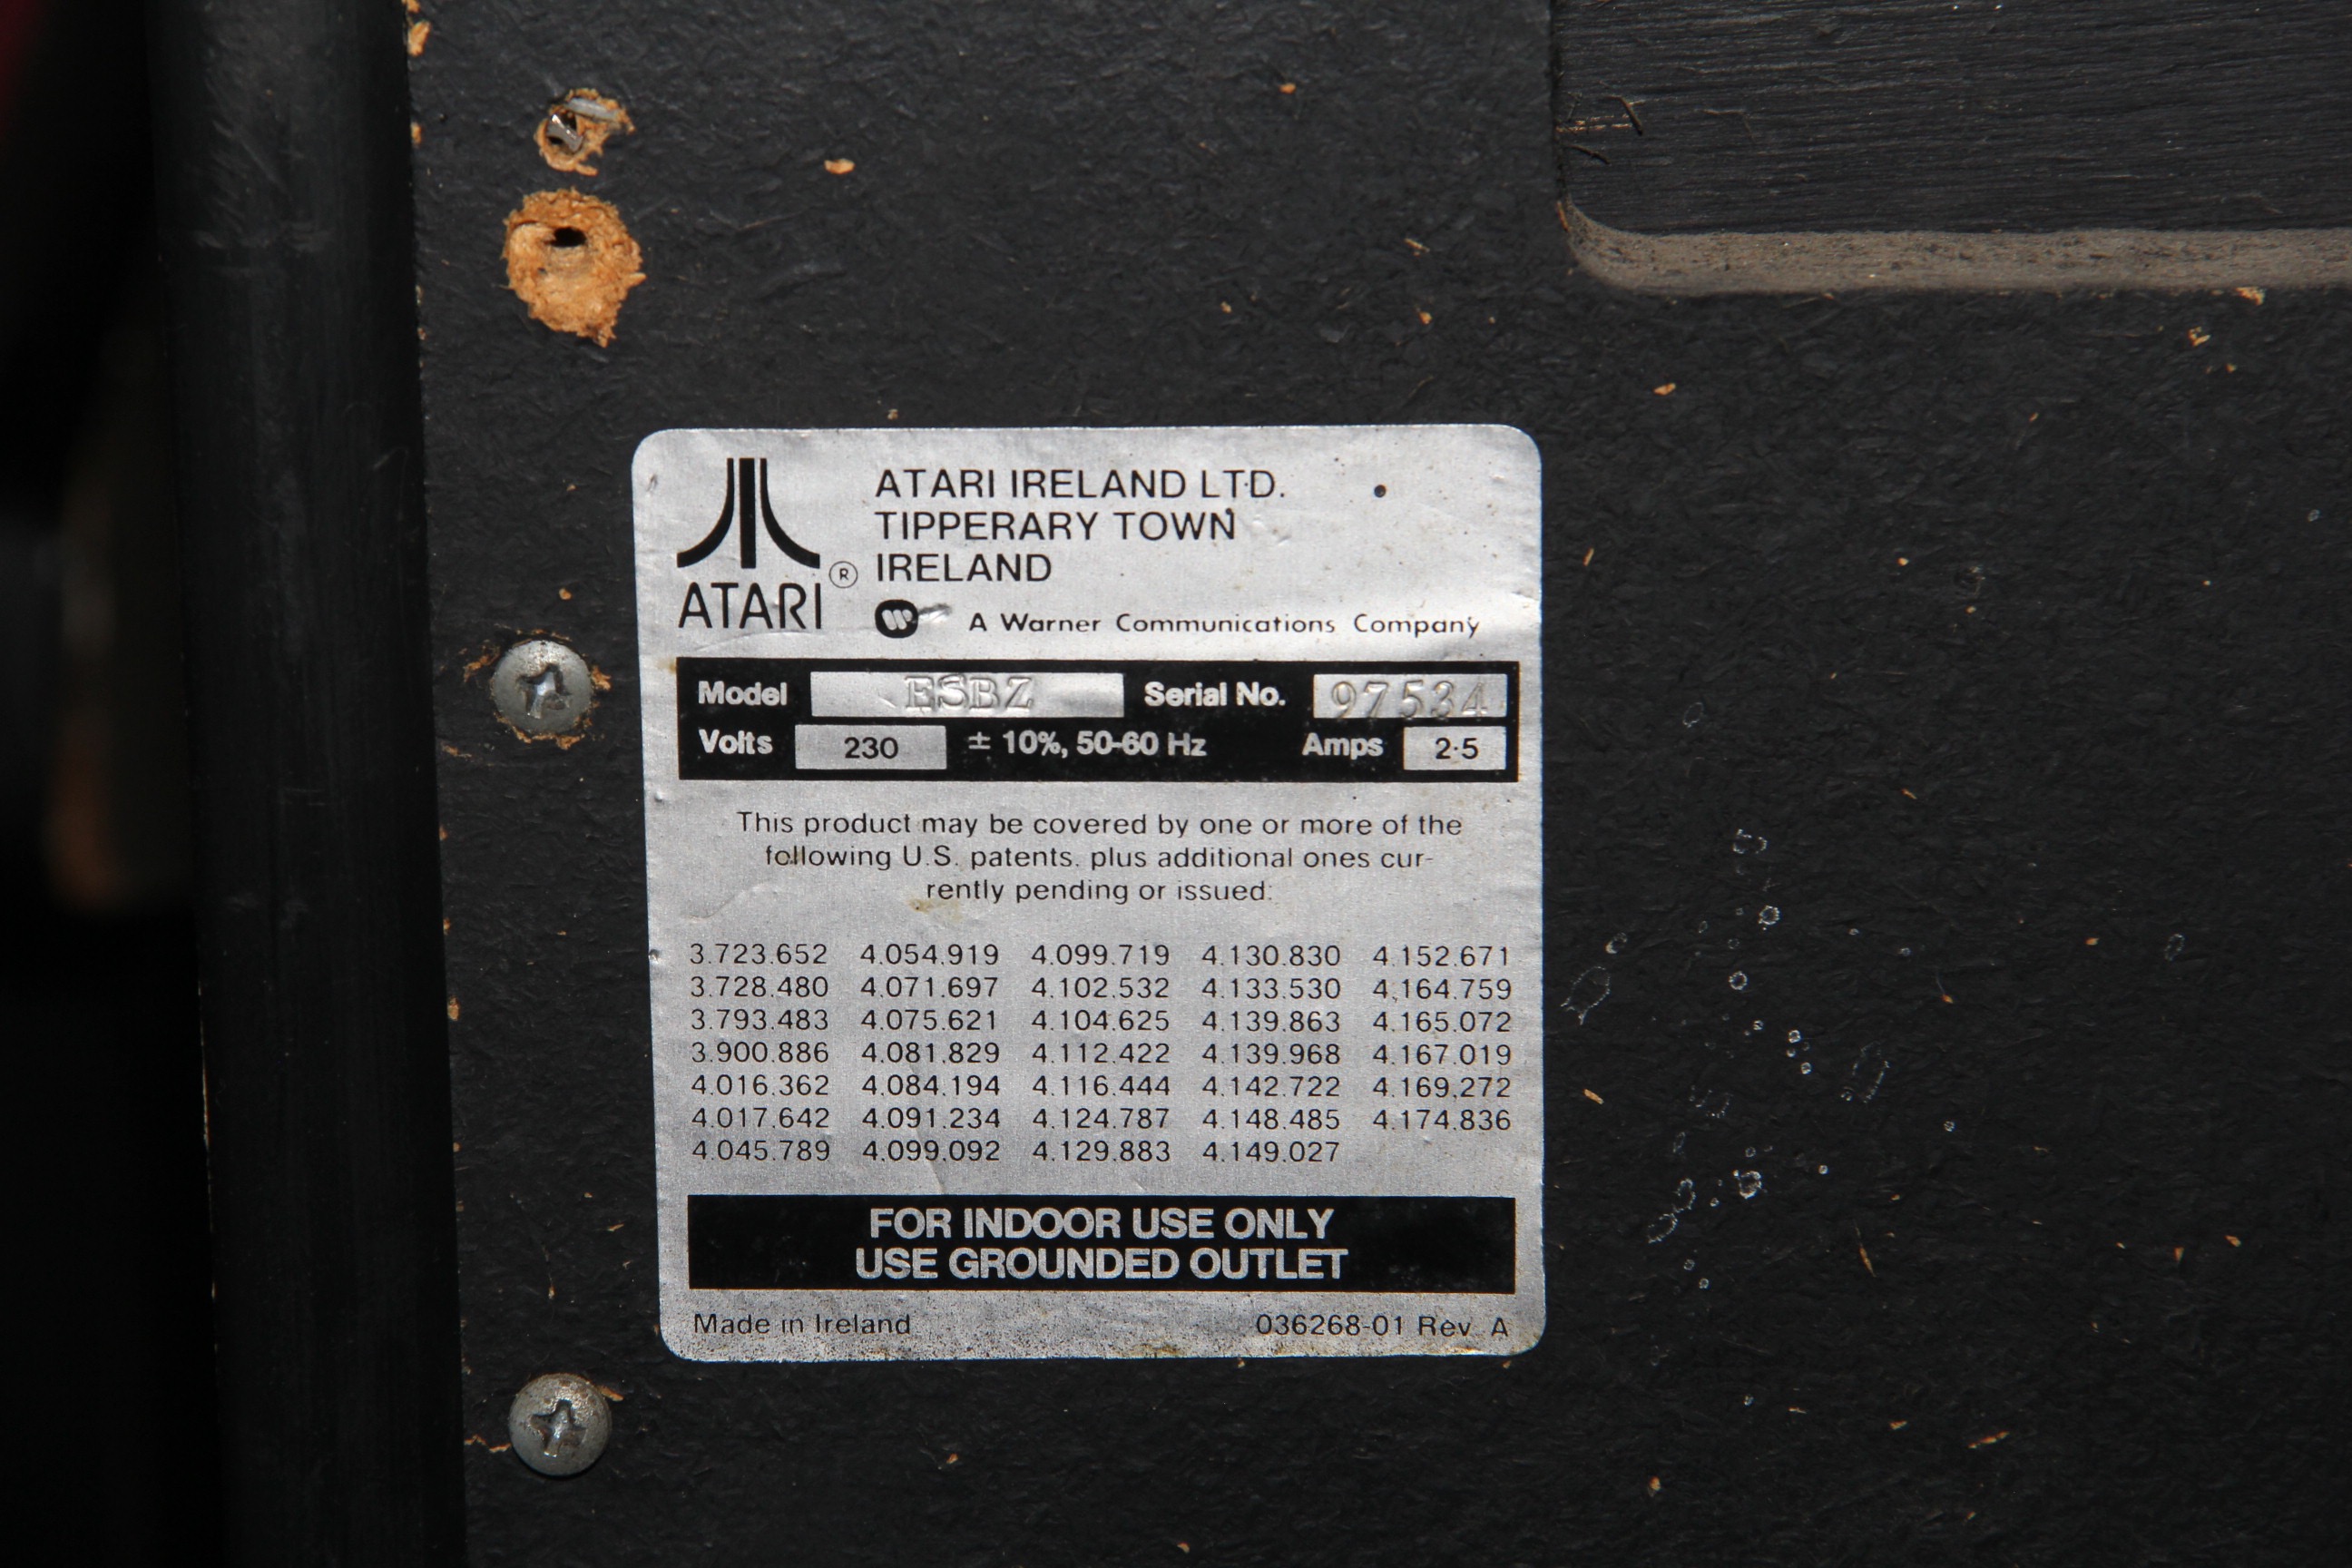 ATARI IRELAND LTD.
TIPPERARY TOWN
IRELAND
ATARI®
W A Warner Communications Company
Model ESBZ Serial No. 97534
Volts 230 ± 10%, 50-60 Hz Amps 2·5
This product may be covered by one or more of the
following U.S. patents. plus additional ones cur-
rently pending or issued:
3.723.652 4.054.919 4.099.719 4.130.830 4.152.671
3.728.480 4.071.697 4.102.532 4.133.530 4.164.759
3.793.483 4.075.621 4.104.625 4.139.863 4.165.072
3.900.886 4.081.829 4.112.422 4.139.968 4.167.019
4.016.362 4.084.194 4.116.444 4.142.722 4.169.272
4.017.642 4.091.234 4.124.787 4.148.485 4.174.836
4.045.789 4.099.092 4.129.883 4.149.027
FOR INDOOR USE ONLY
USE GROUNDED OUTLET
Made in Ireland 036268-01 Rev A